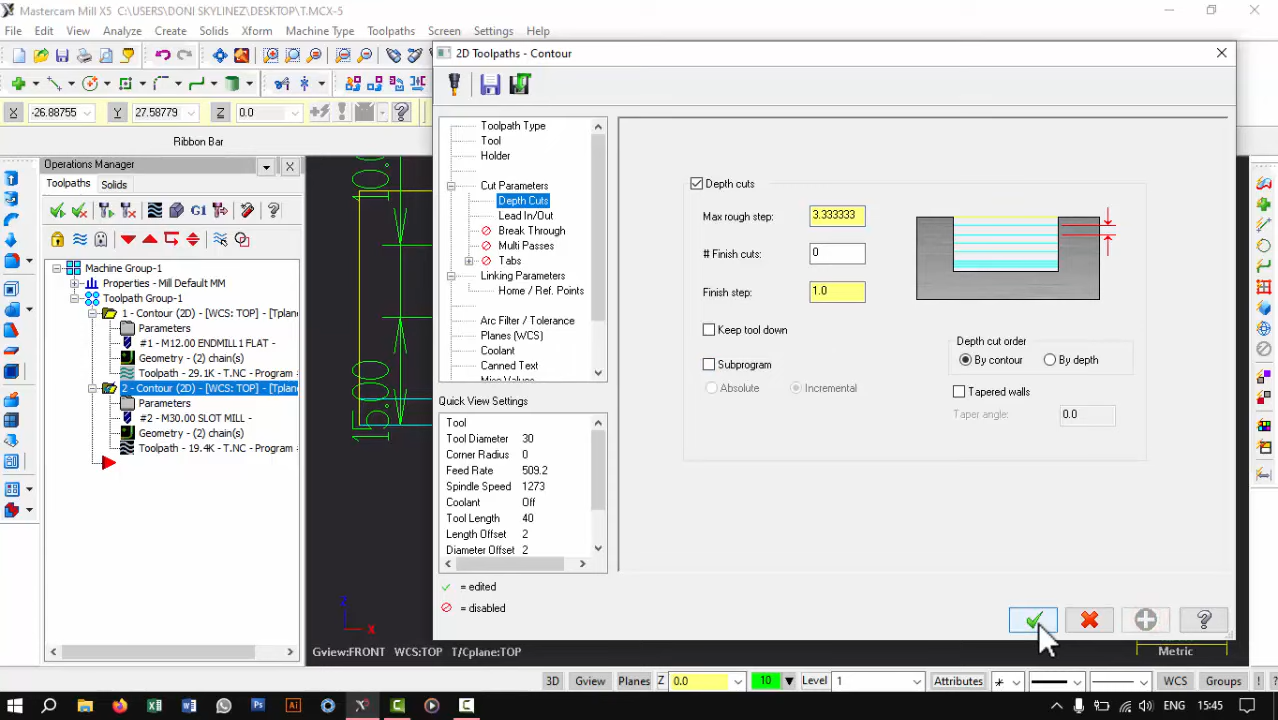 Mastercam Mill X5 C:\USERS\DONI SKYLINEZ\DESKTOP\T.MCX-5
File Edit View Analyze Create Solids Xform Machine Type Toolpaths Screen Settings Help
2D Toolpaths - Contour
X -26.88755 Y 27.58779 Z 0.0
Ribbon Bar
Operations Manager
Toolpaths Solids
G1
Machine Group-1
Properties - Mill Default MM
Toolpath Group-1
1 - Contour (2D) - [WCS: TOP] - [Tplane
Parameters
#1 - M12.00 ENDMILL1 FLAT -
Geometry - (2) chain(s)
Toolpath - 29.1K - T.NC - Program
2 - Contour (2D) - [WCS: TOP] - [Tplane
Parameters
#2 - M30.00 SLOT MILL -
Geometry - (2) chain(s)
Toolpath - 19.4K - T.NC - Program
15.00
Toolpath Type
Tool
Holder
Cut Parameters
Depth Cuts
Lead In/Out
Break Through
Multi Passes
Tabs
Linking Parameters
Home / Ref. Points
Arc Filter / Tolerance
Planes (WCS)
Coolant
Canned Text
Misc Values
Quick View Settings
Tool
Tool Diameter 30
Corner Radius 0
Feed Rate 509.2
Spindle Speed 1273
Coolant Off
Tool Length 40
Length Offset 2
Diameter Offset 2
= edited
= disabled
Depth cuts
Max rough step: 3.333333
# Finish cuts: 0
Finish step: 1.0
Keep tool down
Subprogram
Absolute Incremental
Depth cut order
By contour By depth
Tapered walls
Taper angle: 0.0
Z
X
Gview:FRONT WCS:TOP T/Cplane:TOP
Metric
3D Gview Planes Z 0.0 10 Level 1 Attributes WCS Groups ?
15:45